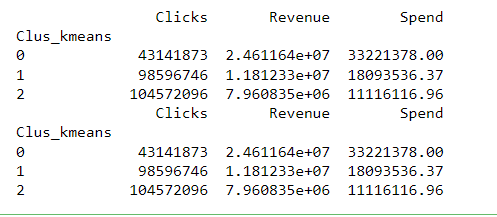 Clicks Revenue Spend
Clus_kmeans
0 43141873 2.461164e+07 33221378.00
1 98596746 1.181233e+07 18093536.37
2 104572096 7.960835e+06 11116116.96
Clicks Revenue Spend
Clus_kmeans
0 43141873 2.461164e+07 33221378.00
1 98596746 1.181233e+07 18093536.37
2 104572096 7.960835e+06 11116116.96